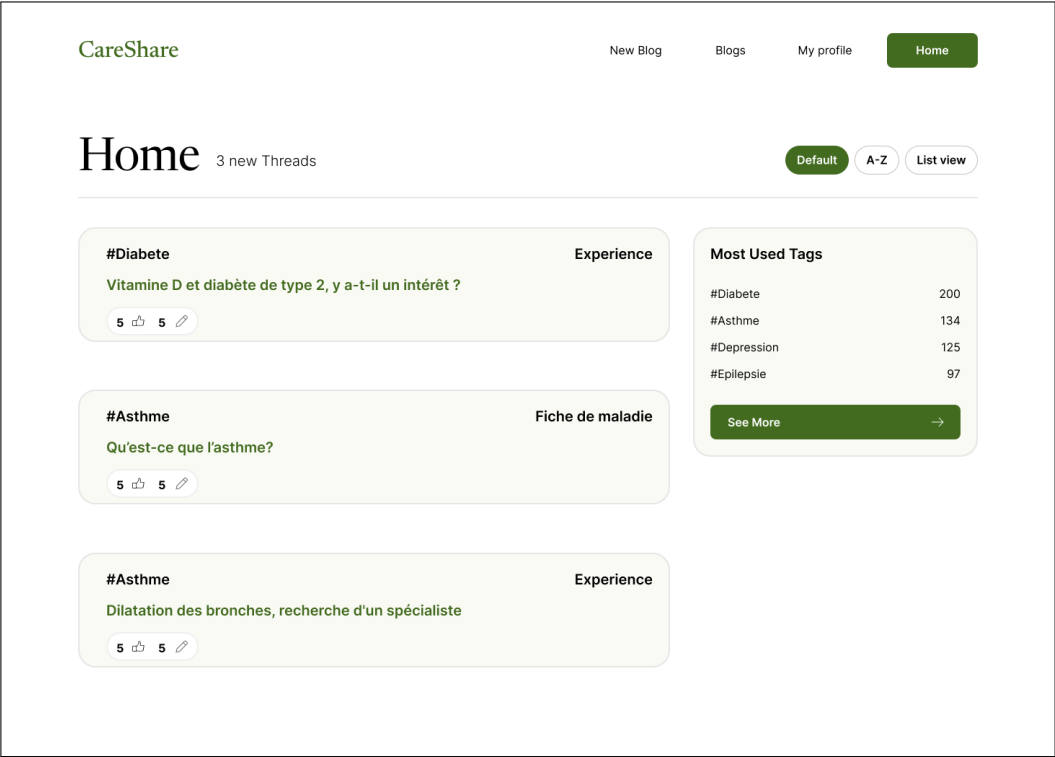 CareShare
New Blog
Blogs
My profile
Home
Home
3 new Threads
Default
A-Z
List view
#Diabete
Experience
Vitamine D et diabète de type 2, y a-t-il un intérêt ?
5 5
#Asthme
Fiche de maladie
Qu’est-ce que l’asthme?
5 5
#Asthme
Experience
Dilatation des bronches, recherche d'un spécialiste
5 5
Most Used Tags
#Diabete 200
#Asthme 134
#Depression 125
#Epilepsie 97
See More